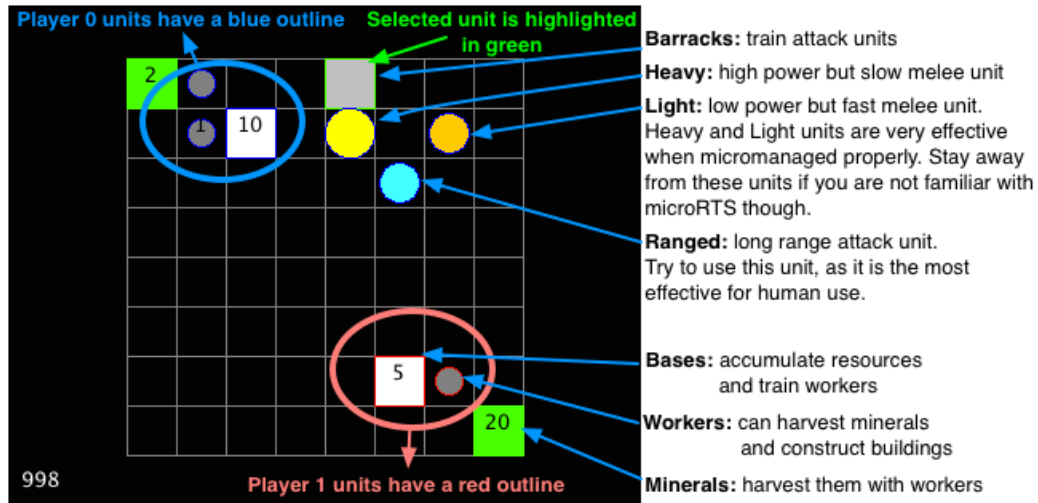 Player 0 units have a blue outline
Selected unit is highlighted
in green
2
1
10
5
20
998
Player 1 units have a red outline
Barracks: train attack units
Heavy: high power but slow melee unit
Light: low power but fast melee unit.
Heavy and Light units are very effective
when micromanaged properly. Stay away
from these units if you are not familiar with
microRTS though.
Ranged: long range attack unit.
Try to use this unit, as it is the most
effective for human use.
Bases: accumulate resources
and train workers
Workers: can harvest minerals
and construct buildings
Minerals: harvest them with workers